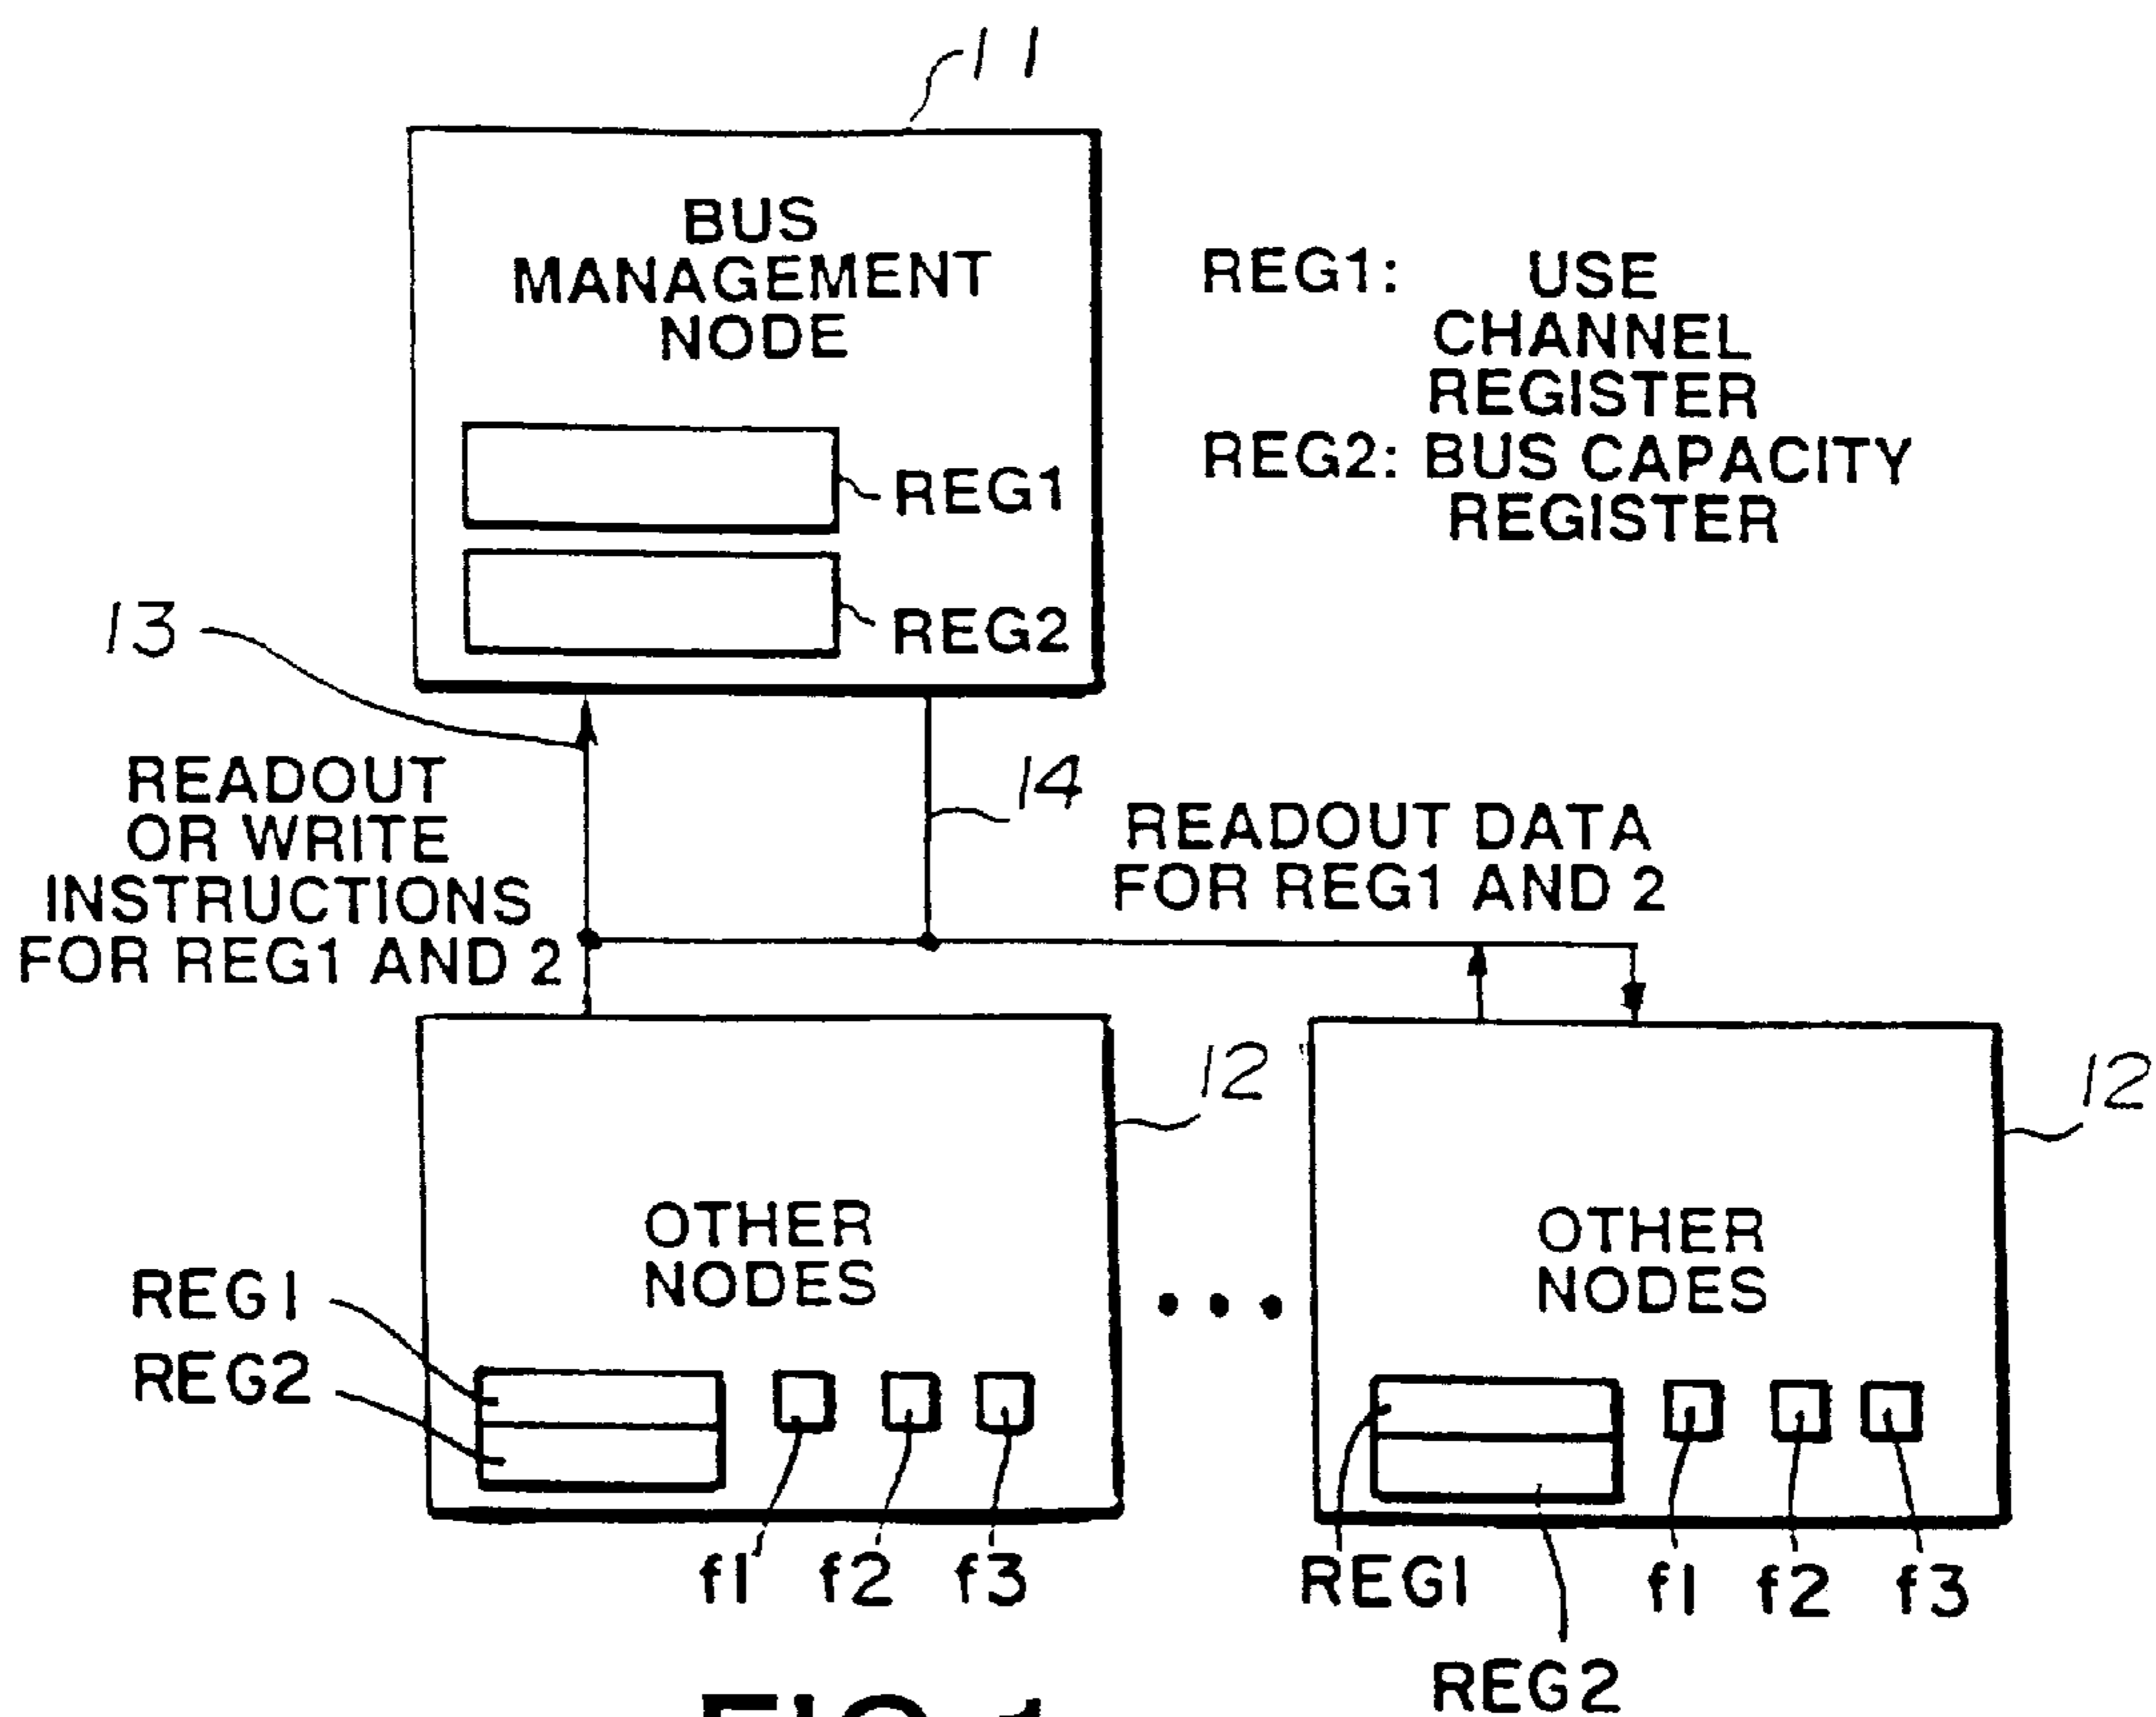 11
BUS
MANAGEMENT
NODE
REG1
REG2
REG1: USE
CHANNEL
REGISTER
REG2: BUS CAPACITY
REGISTER
13
READOUT
OR WRITE
INSTRUCTIONS
FOR REG1 AND 2
14
READOUT DATA
FOR REG1 AND 2
12
OTHER
NODES
REG1
REG2
f1 f2 f3
12
OTHER
NODES
REG1 f1 f2 f3
REG2
FIG.1